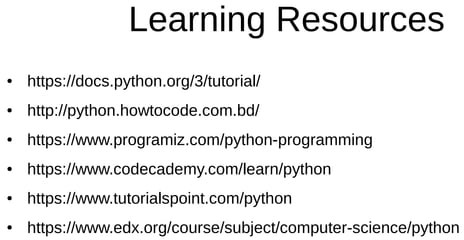 Learning Resources
• https://docs.python.org/3/tutorial/
• http://python.howtocode.com.bd/
• https://www.programiz.com/python-programming
• https://www.codecademy.com/learn/python
• https://www.tutorialspoint.com/python
• https://www.edx.org/course/subject/computer-science/python